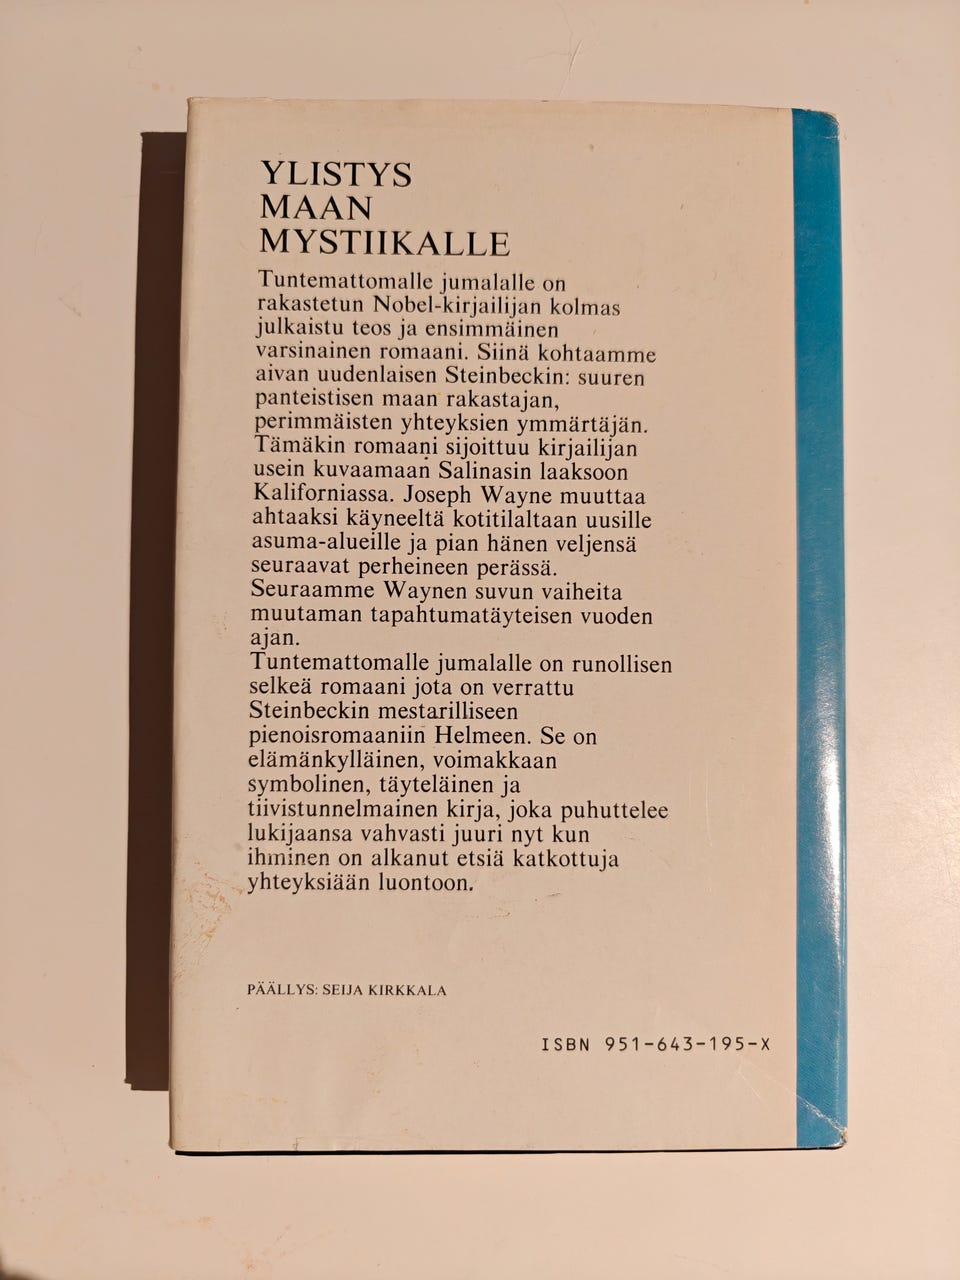 YLISTYS
MAAN
MYSTIIKALLE
Tuntemattomalle jumalalle on
rakastetun Nobel-kirjailijan kolmas
julkaistu teos ja ensimmäinen
varsinainen romaani. Siinä kohtaamme
aivan uudenlaisen Steinbeckin: suuren
panteistisen maan rakastajan,
perimmäisten yhteyksien ymmärtäjän.
Tämäkin romaani sijoittuu kirjailijan
usein kuvaamaan Salinasin laaksoon
Kaliforniassa. Joseph Wayne muuttaa
ahtaaksi käyneeltä kotitilaltaan uusille
asuma-alueille ja pian hänen veljensä
seuraavat perheineen perässä.
Seuraamme Waynen suvun vaiheita
muutaman tapahtumatäyteisen vuoden
ajan.
Tuntemattomalle jumalalle on runollisen
selkeä romaani jota on verrattu
Steinbeckin mestarilliseen
pienoisromaaniin Helmeen. Se on
elämänkylläinen, voimakkaan
symbolinen, täyteläinen ja
tiivistunnelmainen kirja, joka puhuttelee
lukijaansa vahvasti juuri nyt kun
ihminen on alkanut etsiä katkottuja
yhteyksiään luontoon.
PÄÄLLYS: SEIJA KIRKKALA
ISBN 951-643-195-X